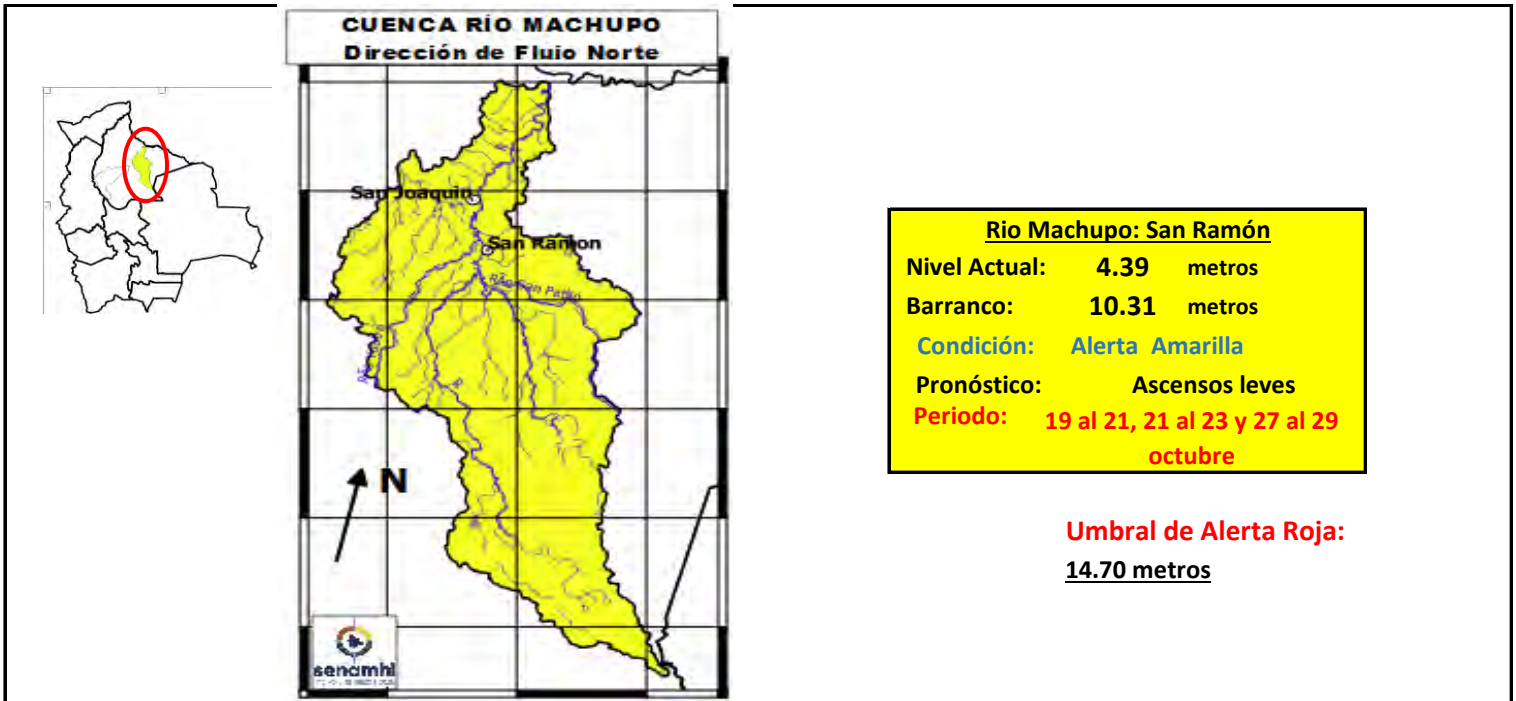 CUENCA RÍO MACHUPO
Dirección de Fluio Norte
San Joaquin
San Ramon
San Pablo
N
senamhi
Rio Machupo: San Ramón
Nivel Actual: 4.39 metros
Barranco: 10.31 metros
Condición: Alerta Amarilla
Pronóstico: Ascensos leves
Periodo: 19 al 21, 21 al 23 y 27 al 29
octubre
Umbral de Alerta Roja:
14.70 metros